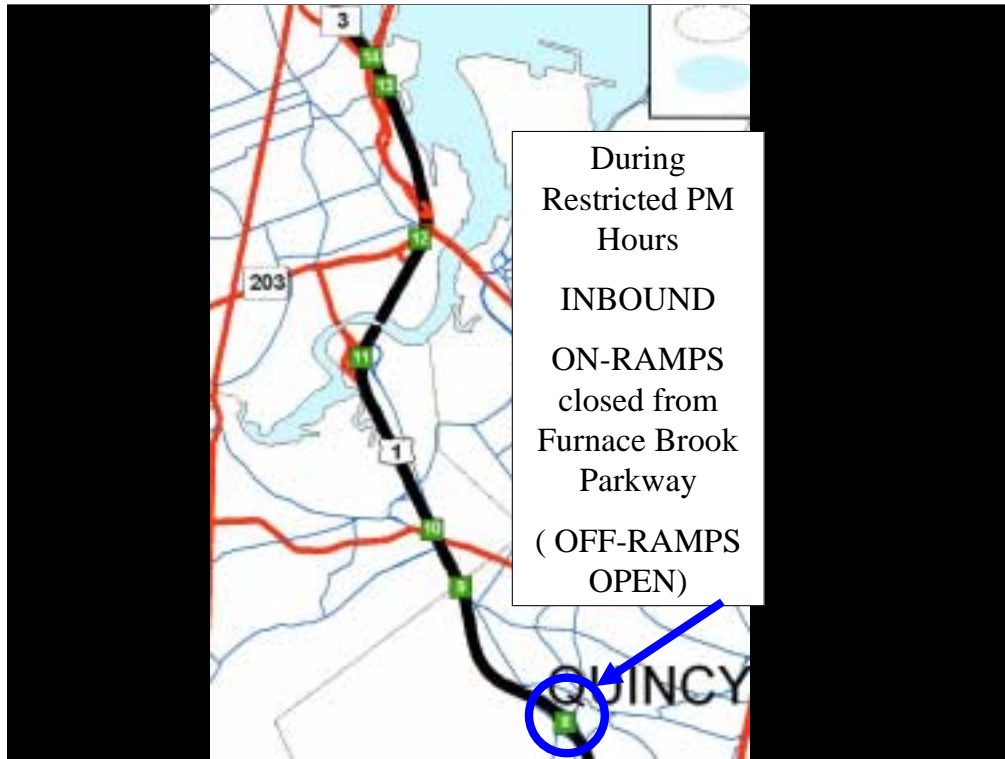 3
14
13
During
Restricted PM
Hours
INBOUND
ON-RAMPS
closed from
Furnace Brook
Parkway
( OFF-RAMPS
OPEN)
12
203
11
1
10
9
QUINCY
8